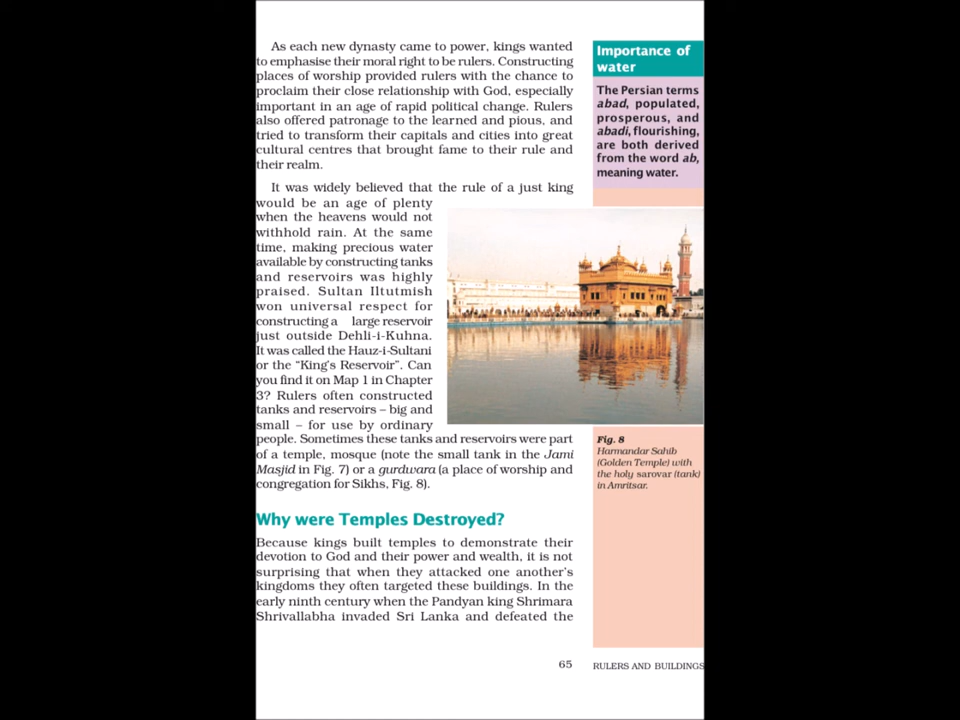 As each new dynasty came to power, kings wanted
to emphasise their moral right to be rulers. Constructing
places of worship provided rulers with the chance to
proclaim their close relationship with God, especially
important in an age of rapid political change. Rulers
also offered patronage to the learned and pious, and
tried to transform their capitals and cities into great
cultural centres that brought fame to their rule and
their realm.
It was widely believed that the rule of a just king
would be an age of plenty
when the heavens would not
withhold rain. At the same
time, making precious water
available by constructing tanks
and reservoirs was highly
praised. Sultan Iltutmish
won universal respect for
constructing a large reservoir
just outside Dehli-i-Kuhna.
It was called the Hauz-i-Sultani
or the “King's Reservoir”. Can
you find it on Map 1 in Chapter
3? Rulers often constructed
tanks and reservoirs – big and
small – for use by ordinary
people. Sometimes these tanks and reservoirs were part
of a temple, mosque (note the small tank in the Jami
Masjid in Fig. 7) or a gurdwara (a place of worship and
congregation for Sikhs, Fig. 8).
Why were Temples Destroyed?
Because kings built temples to demonstrate their
devotion to God and their power and wealth, it is not
surprising that when they attacked one another's
kingdoms they often targeted these buildings. In the
early ninth century when the Pandyan king Shrimara
Shrivallabha invaded Sri Lanka and defeated the
Importance of
water
The Persian terms
abad, populated,
prosperous, and
abadi, flourishing,
are both derived
from the word ab,
meaning water.
Fig. 8
Harmandar Sahib
(Golden Temple) with
the holy sarovar (tank)
in Amritsar.
65
RULERS AND BUILDINGS